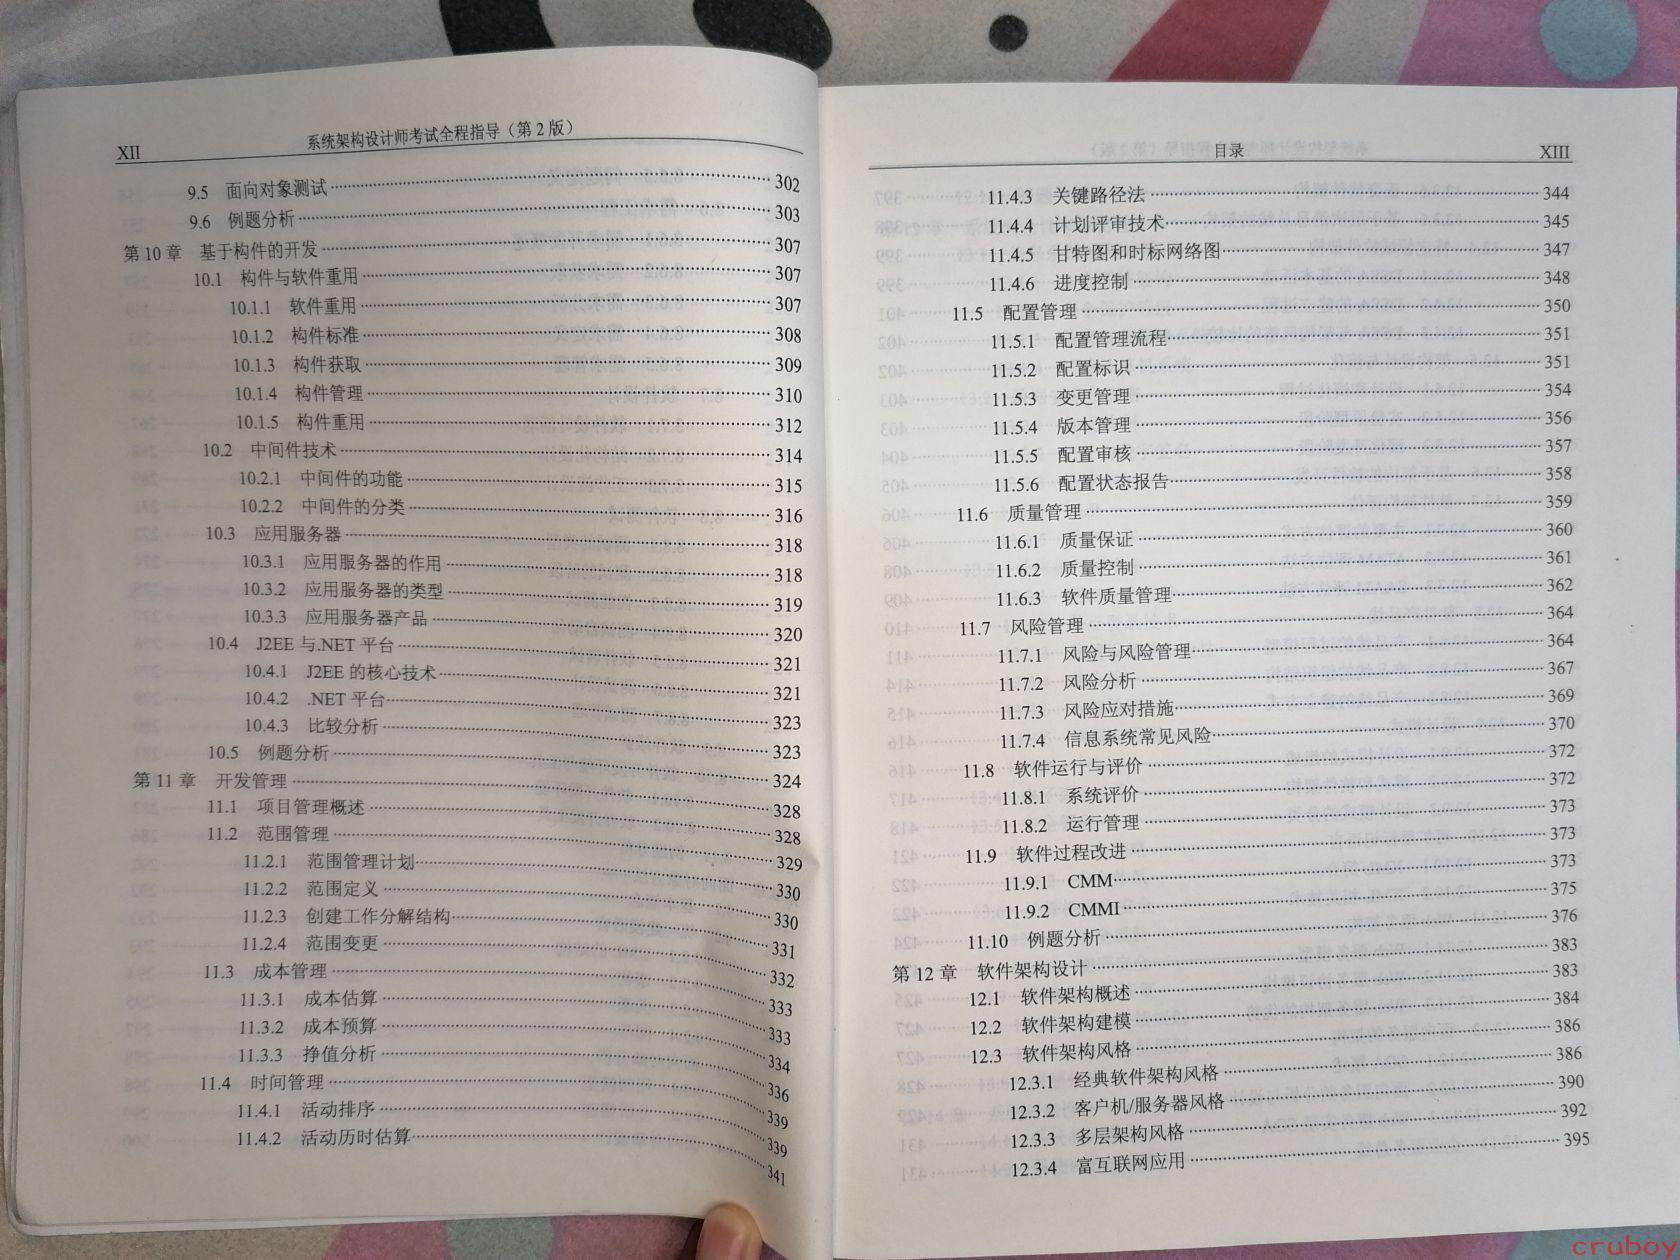 XII 系统架构设计师考试全程指导（第2版）
9.5 面向对象测试 302
9.6 例题分析 303
第10章 基于构件的开发 307
10.1 构件与软件重用 307
10.1.1 软件重用 307
10.1.2 构件标准 308
10.1.3 构件获取 309
10.1.4 构件管理 310
10.1.5 构件重用 312
10.2 中间件技术 314
10.2.1 中间件的功能 315
10.2.2 中间件的分类 316
10.3 应用服务器 318
10.3.1 应用服务器的作用 318
10.3.2 应用服务器的类型 319
10.3.3 应用服务器产品 320
10.4 J2EE与.NET平台 321
10.4.1 J2EE的核心技术 321
10.4.2 .NET平台 323
10.4.3 比较分析 323
10.5 例题分析 324
第11章 开发管理 328
11.1 项目管理概述 328
11.2 范围管理 329
11.2.1 范围管理计划 330
11.2.2 范围定义 330
11.2.3 创建工作分解结构 331
11.2.4 范围变更 332
11.3 成本管理 333
11.3.1 成本估算 333
11.3.2 成本预算 334
11.3.3 挣值分析 336
11.4 时间管理 339
11.4.1 活动排序 339
11.4.2 活动历时估算 341
目录 XIII
11.4.3 关键路径法 344
11.4.4 计划评审技术 345
11.4.5 甘特图和时标网络图 347
11.4.6 进度控制 348
11.5 配置管理 350
11.5.1 配置管理流程 351
11.5.2 配置标识 351
11.5.3 变更管理 354
11.5.4 版本管理 356
11.5.5 配置审核 357
11.5.6 配置状态报告 358
11.6 质量管理 359
11.6.1 质量保证 360
11.6.2 质量控制 361
11.6.3 软件质量管理 362
11.7 风险管理 364
11.7.1 风险与风险管理 364
11.7.2 风险分析 367
11.7.3 风险应对措施 369
11.7.4 信息系统常见风险 370
11.8 软件运行与评价 372
11.8.1 系统评价 372
11.8.2 运行管理 373
11.9 软件过程改进 373
11.9.1 CMM 373
11.9.2 CMMI 375
11.10 例题分析 376
第12章 软件架构设计 383
12.1 软件架构概述 383
12.2 软件架构建模 384
12.3 软件架构风格 386
12.3.1 经典软件架构风格 386
12.3.2 客户机/服务器风格 390
12.3.3 多层架构风格 392
12.3.4 富互联网应用 395
cruboy